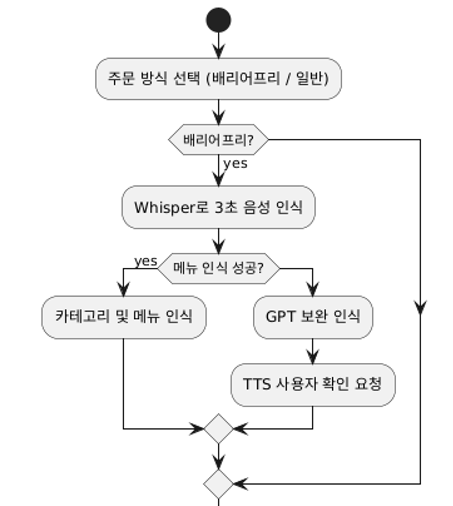 주문 방식 선택 (배리어프리 / 일반)
배리어프리?
yes
Whisper로 3초 음성 인식
yes
메뉴 인식 성공?
카테고리 및 메뉴 인식
GPT 보완 인식
TTS 사용자 확인 요청